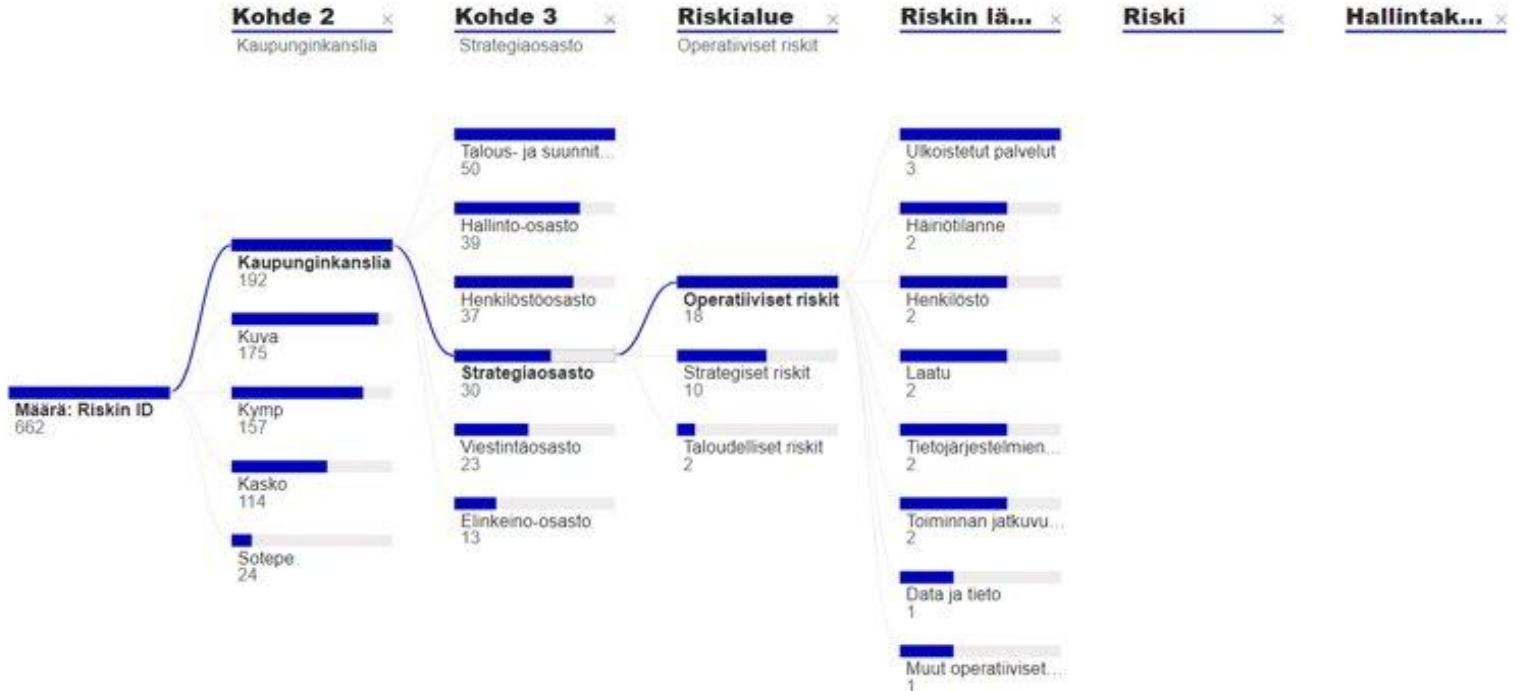 Kohde 2 ×
Kaupunginkanslia
Kohde 3 ×
Strategiaosasto
Riskialue ×
Operatiiviset riskit
Riskin lä... ×
Riski ×
Hallintak... ×
Määrä: Riskin ID
662
Kaupunginkanslia
192
Kuva
175
Kymp
157
Kasko
114
Sotepe
24
Talous- ja suunnit...
50
Hallinto-osasto
39
Henkilöstöosasto
37
Strategiaosasto
30
Viestintäosasto
23
Elinkeino-osasto
13
Operatiiviset riskit
18
Strategiset riskit
10
Taloudelliset riskit
2
Ulkoistetut palvelut
3
Häiriötilanne
2
Henkilöstö
2
Laatu
2
Tietojärjestelmien...
2
Toiminnan jatkuvu...
2
Data ja tieto
1
Muut operatiiviset...
1